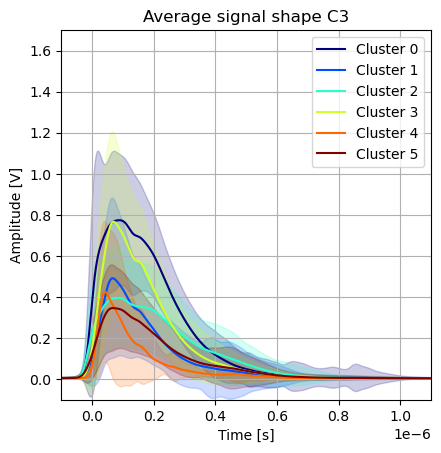 Average signal shape C3
Amplitude [V]
1.6
1.4
1.2
1.0
0.8
0.6
0.4
0.2
0.0
Cluster 0
Cluster 1
Cluster 2
Cluster 3
Cluster 4
Cluster 5
0.0 0.2 0.4 0.6 0.8 1.0
Time [s]
1e−6